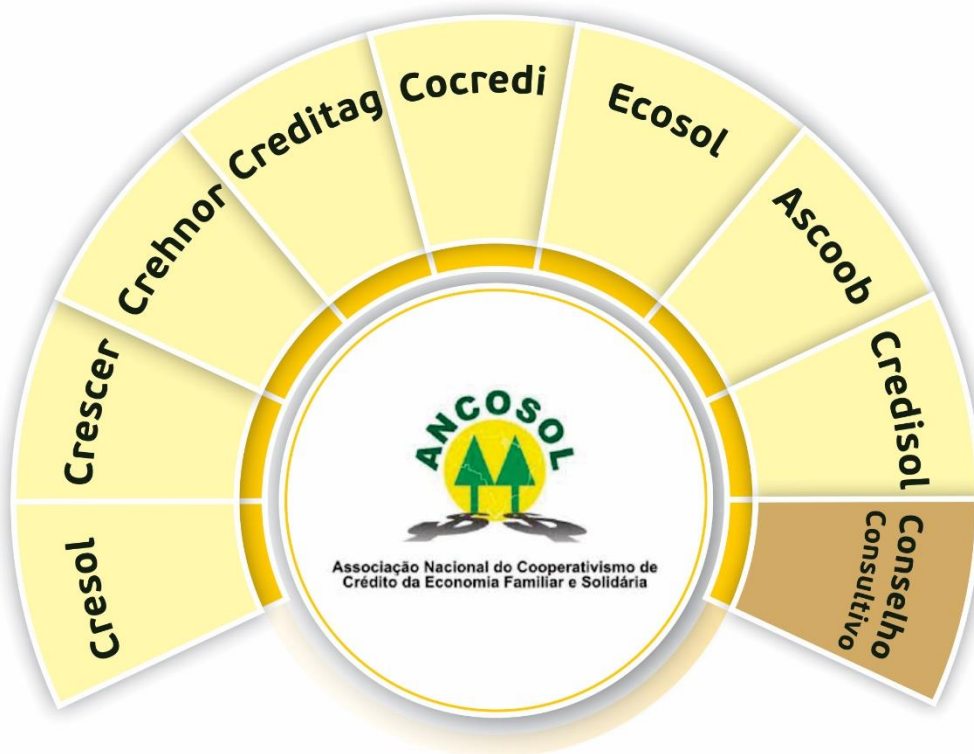 Cresol
Crescer
Crehnor
Creditag
Cocredi
Ecosol
Ascoob
Credisol
Conselho
Consultivo
ANCOSOL
Associação Nacional do Cooperativismo de
Crédito da Economia Familiar e Solidária